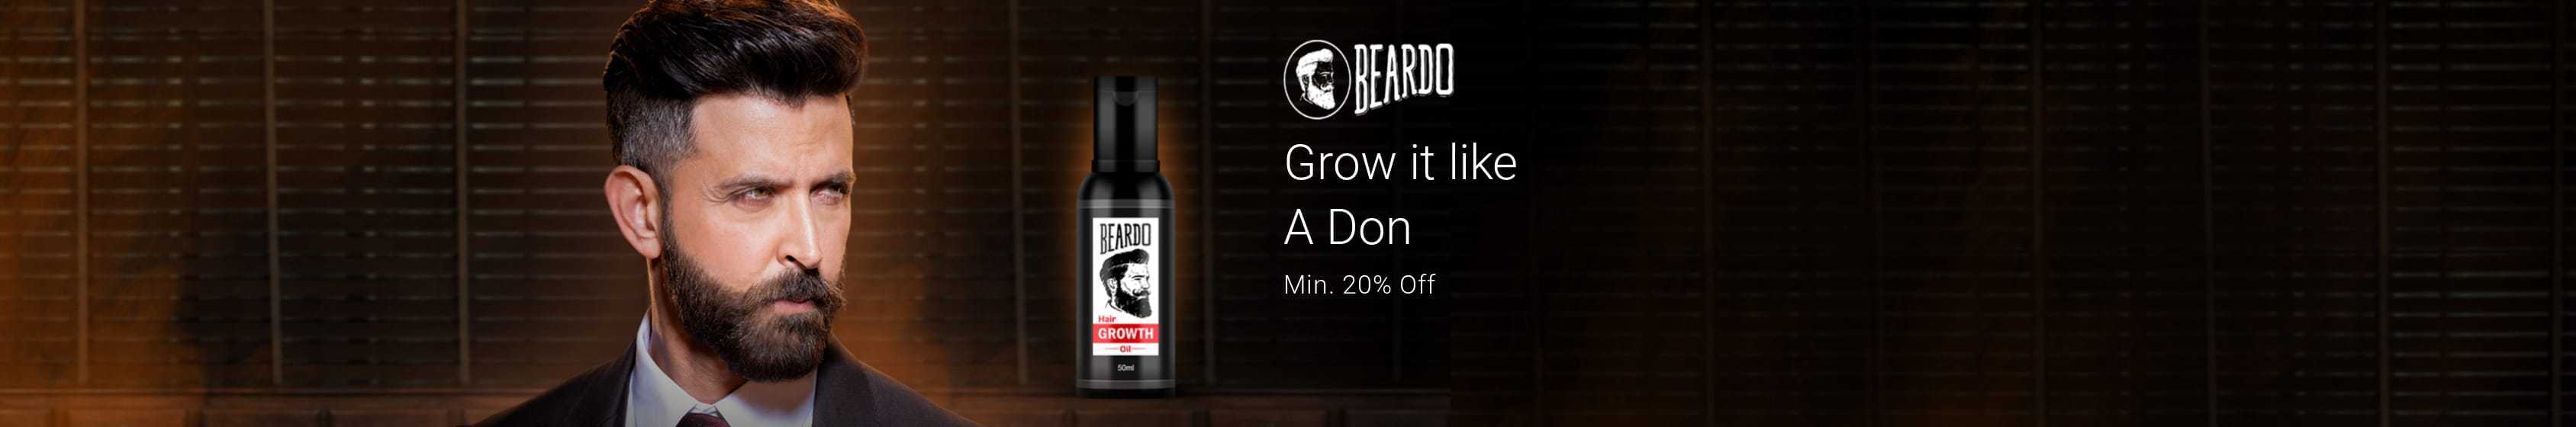 BEARDO
Grow it like
A Don
Min. 20% Off
BEARDO
Hair
GROWTH
Oil
50ml